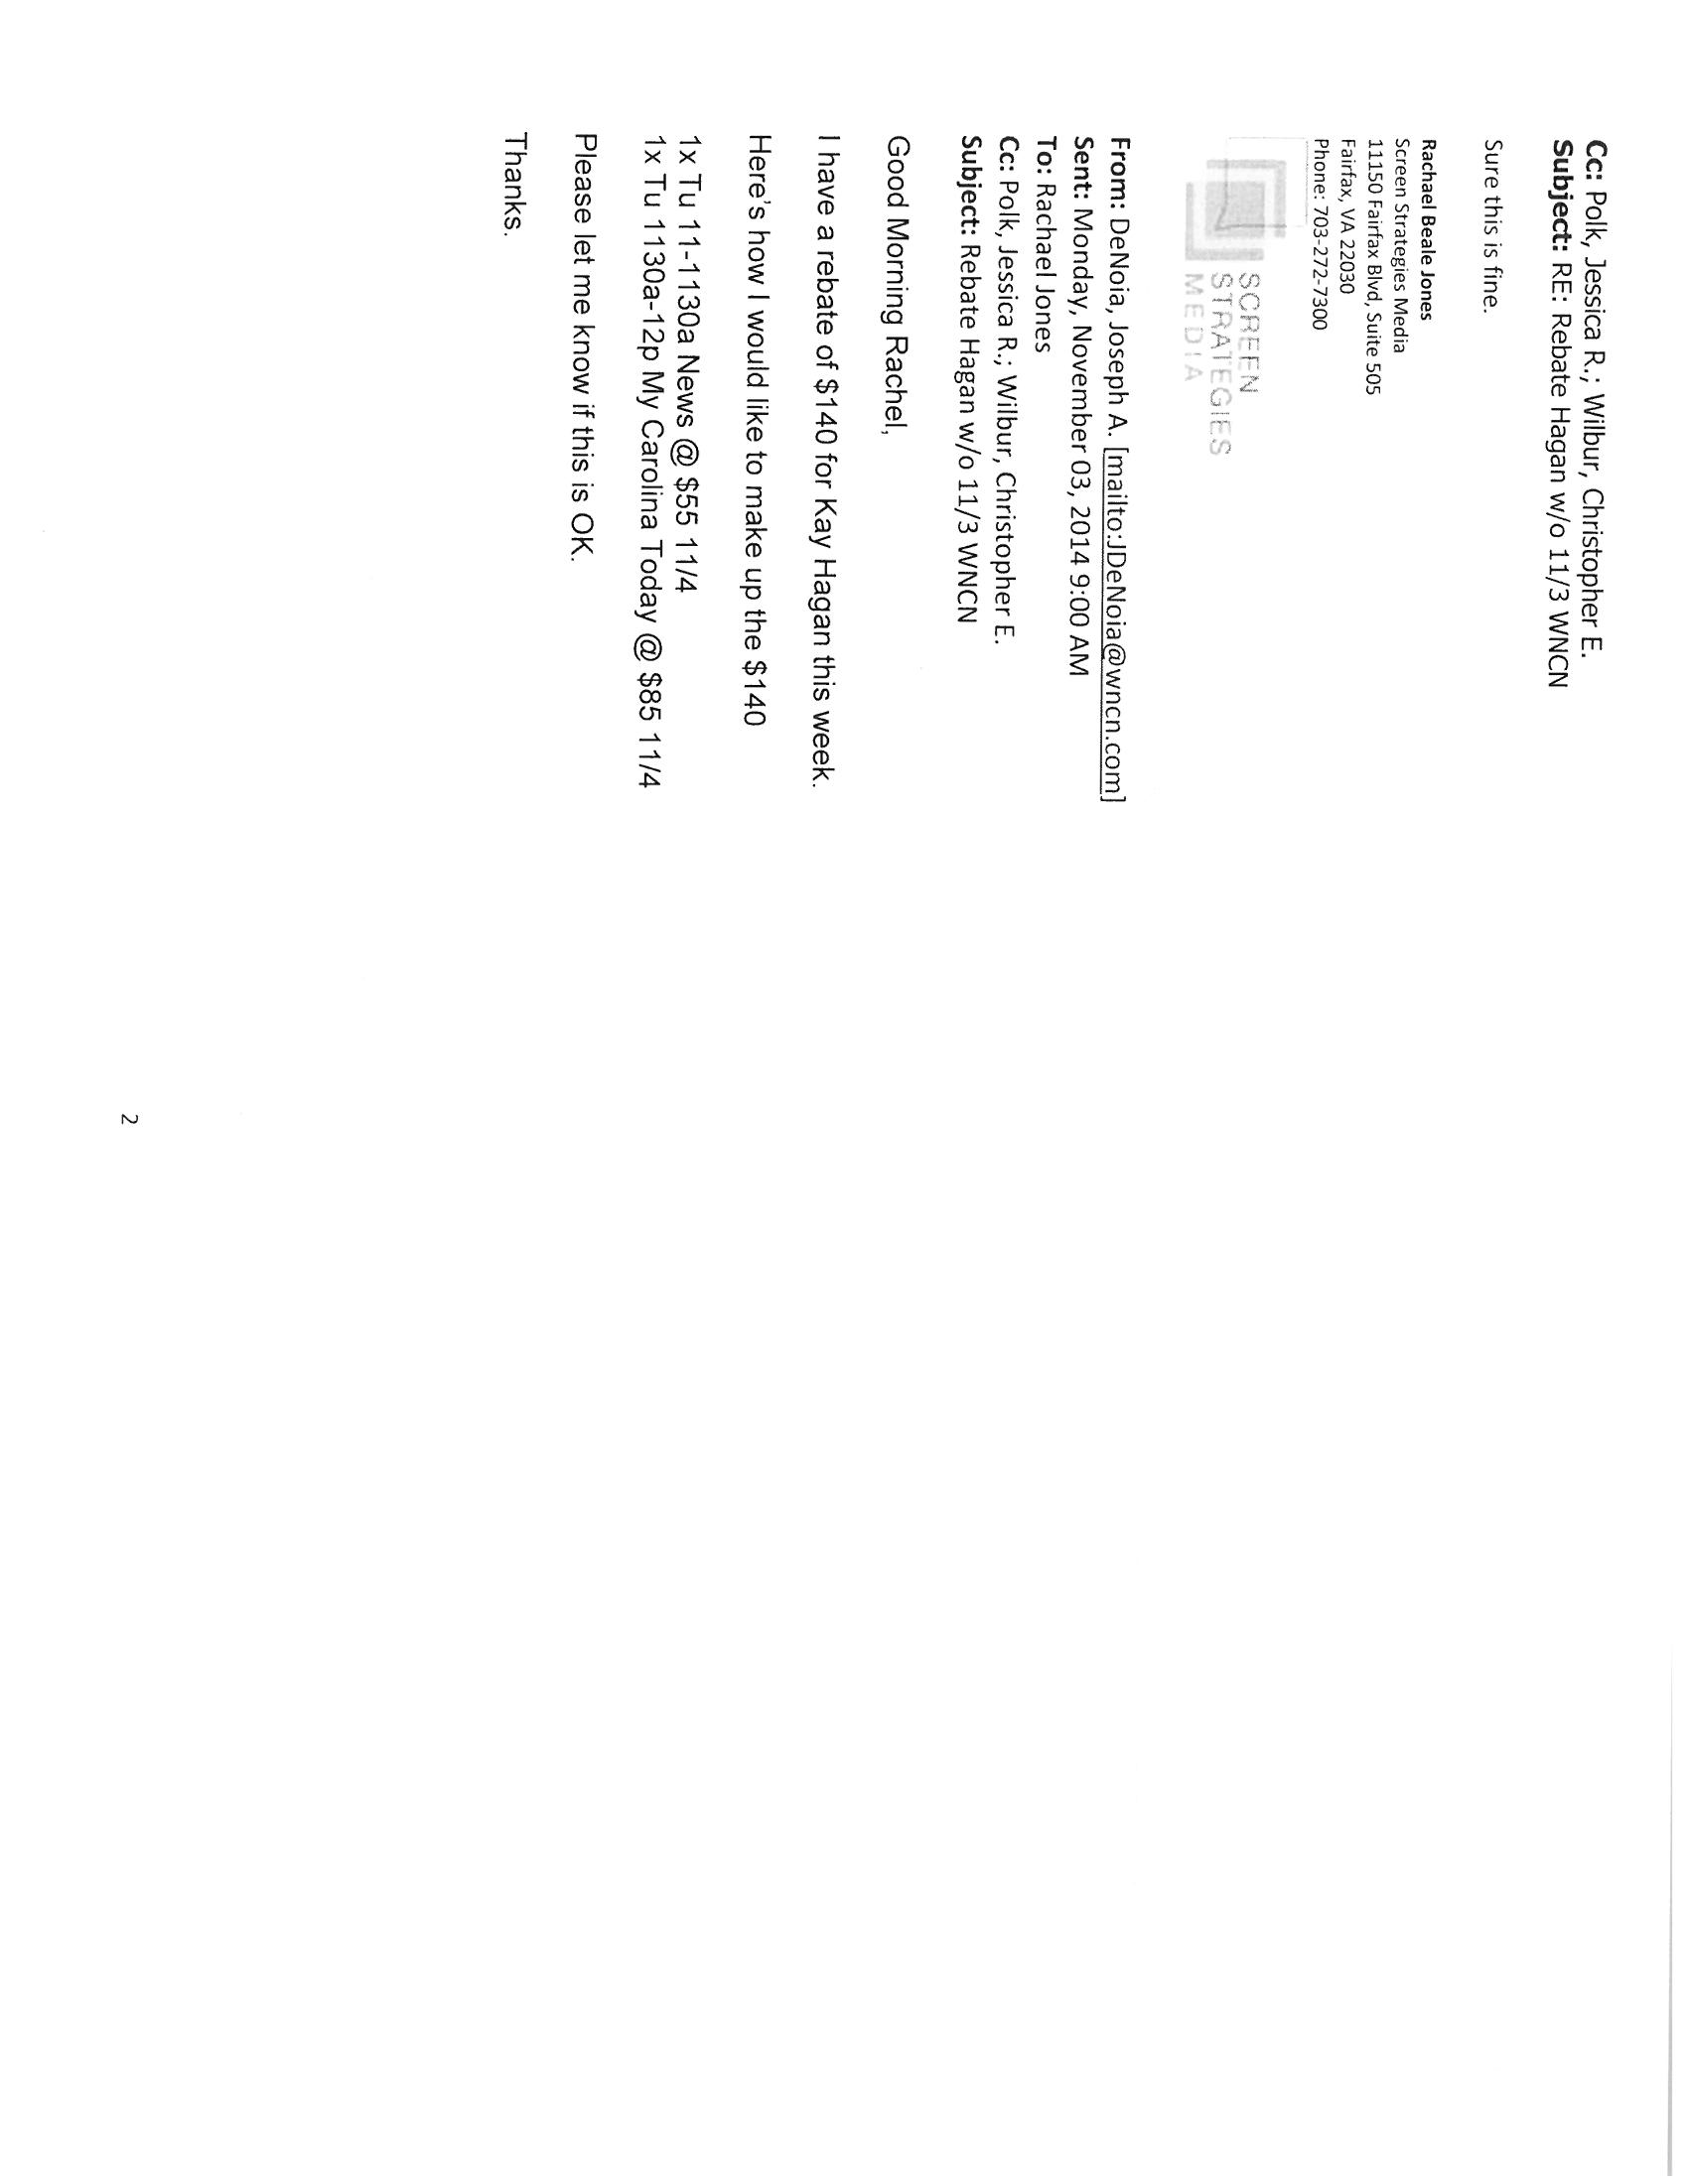 Cc: Polk, Jessica R.; Wilbur, Christopher E.
Subject: RE: Rebate Hagan w/o 11/3 WNCN
Sure this is fine.
Rachael Beale Jones
Screen Strategies Media
11150 Fairfax Blvd, Suite 505
Fairfax, VA 22030
Phone: 703-272-7300
SCREEN
STRATEGIES
MEDIA
From: DeNoia, Joseph A. [mailto:JDeNoia@wncn.com]
Sent: Monday, November 03, 2014 9:00 AM
To: Rachael Jones
Cc: Polk, Jessica R.; Wilbur, Christopher E.
Subject: Rebate Hagan w/o 11/3 WNCN
Good Morning Rachel,
I have a rebate of $140 for Kay Hagan this week.
Here's how I would like to make up the $140
1x Tu 11-1130a News @ $55 11/4
1x Tu 1130a-12p My Carolina Today @ $85 11/4
Please let me know if this is OK.
Thanks.
2